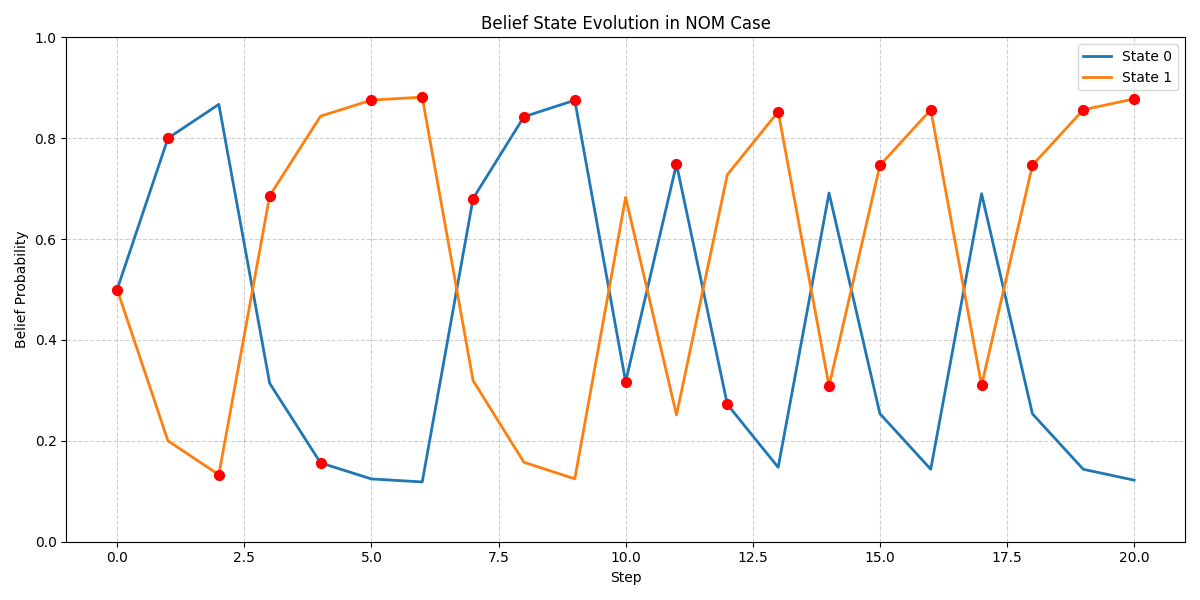 Belief State Evolution in NOM Case
State 0
State 1
Belief Probability
1.0
0.8
0.6
0.4
0.2
0.0
0.0 2.5 5.0 7.5 10.0 12.5 15.0 17.5 20.0
Step